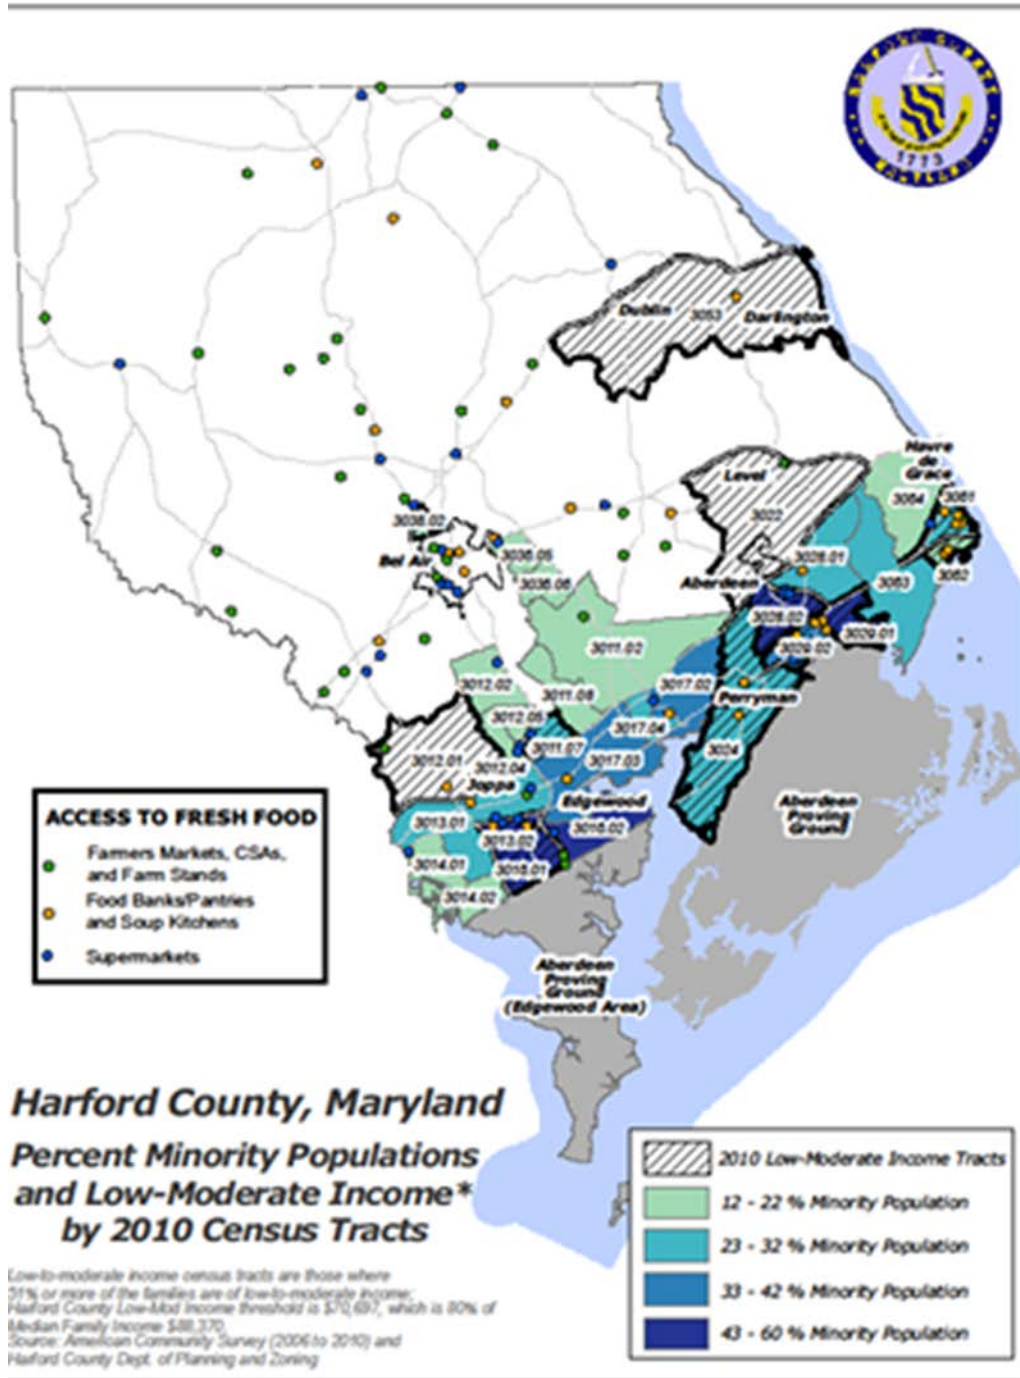 1773
Dublin
3053
Darlington
Havre
de
Grace
Level
3064
3061
3022
3038.02
Bel Air
3036.05
3036.06
3028.01
3063
3062
Aberdeen
3028.02
3029.01
3029.02
3011.02
3012.02
3011.08
3017.02
Perryman
3012.05
3017.04
3011.07
3024
3012.01
3012.04
3017.03
Joppa
Edgewood
Aberdeen
Proving
Ground
3013.01
3013.02
3016.02
3014.01
3016.01
3014.02
ACCESS TO FRESH FOOD
Farmers Markets, CSAs,
and Farm Stands
Food Banks/Pantries
and Soup Kitchens
Supermarkets
Aberdeen
Proving
Ground
(Edgewood Area)
Harford County, Maryland
Percent Minority Populations
and Low-Moderate Income*
by 2010 Census Tracts
Low-to-moderate income census tracts are those where
51% or more of the families are of low-to-moderate income;
Harford County Low-Mod Income threshold is $70,697, which is 80% of
Median Family Income $88,370.
Source: American Community Survey (2006 to 2010) and
Harford County Dept. of Planning and Zoning
2010 Low-Moderate Income Tracts
12 - 22 % Minority Population
23 - 32 % Minority Population
33 - 42 % Minority Population
43 - 60 % Minority Population